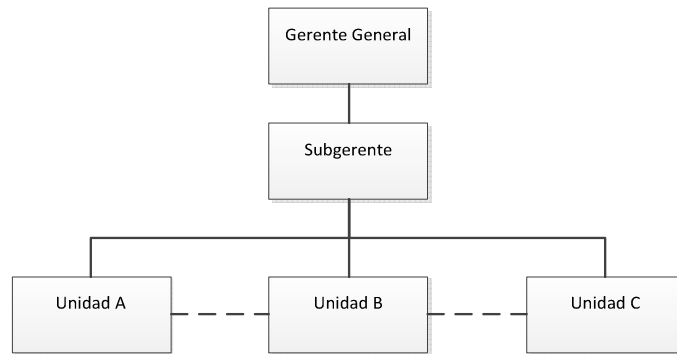 Gerente General
Subgerente
Unidad A
Unidad B
Unidad C